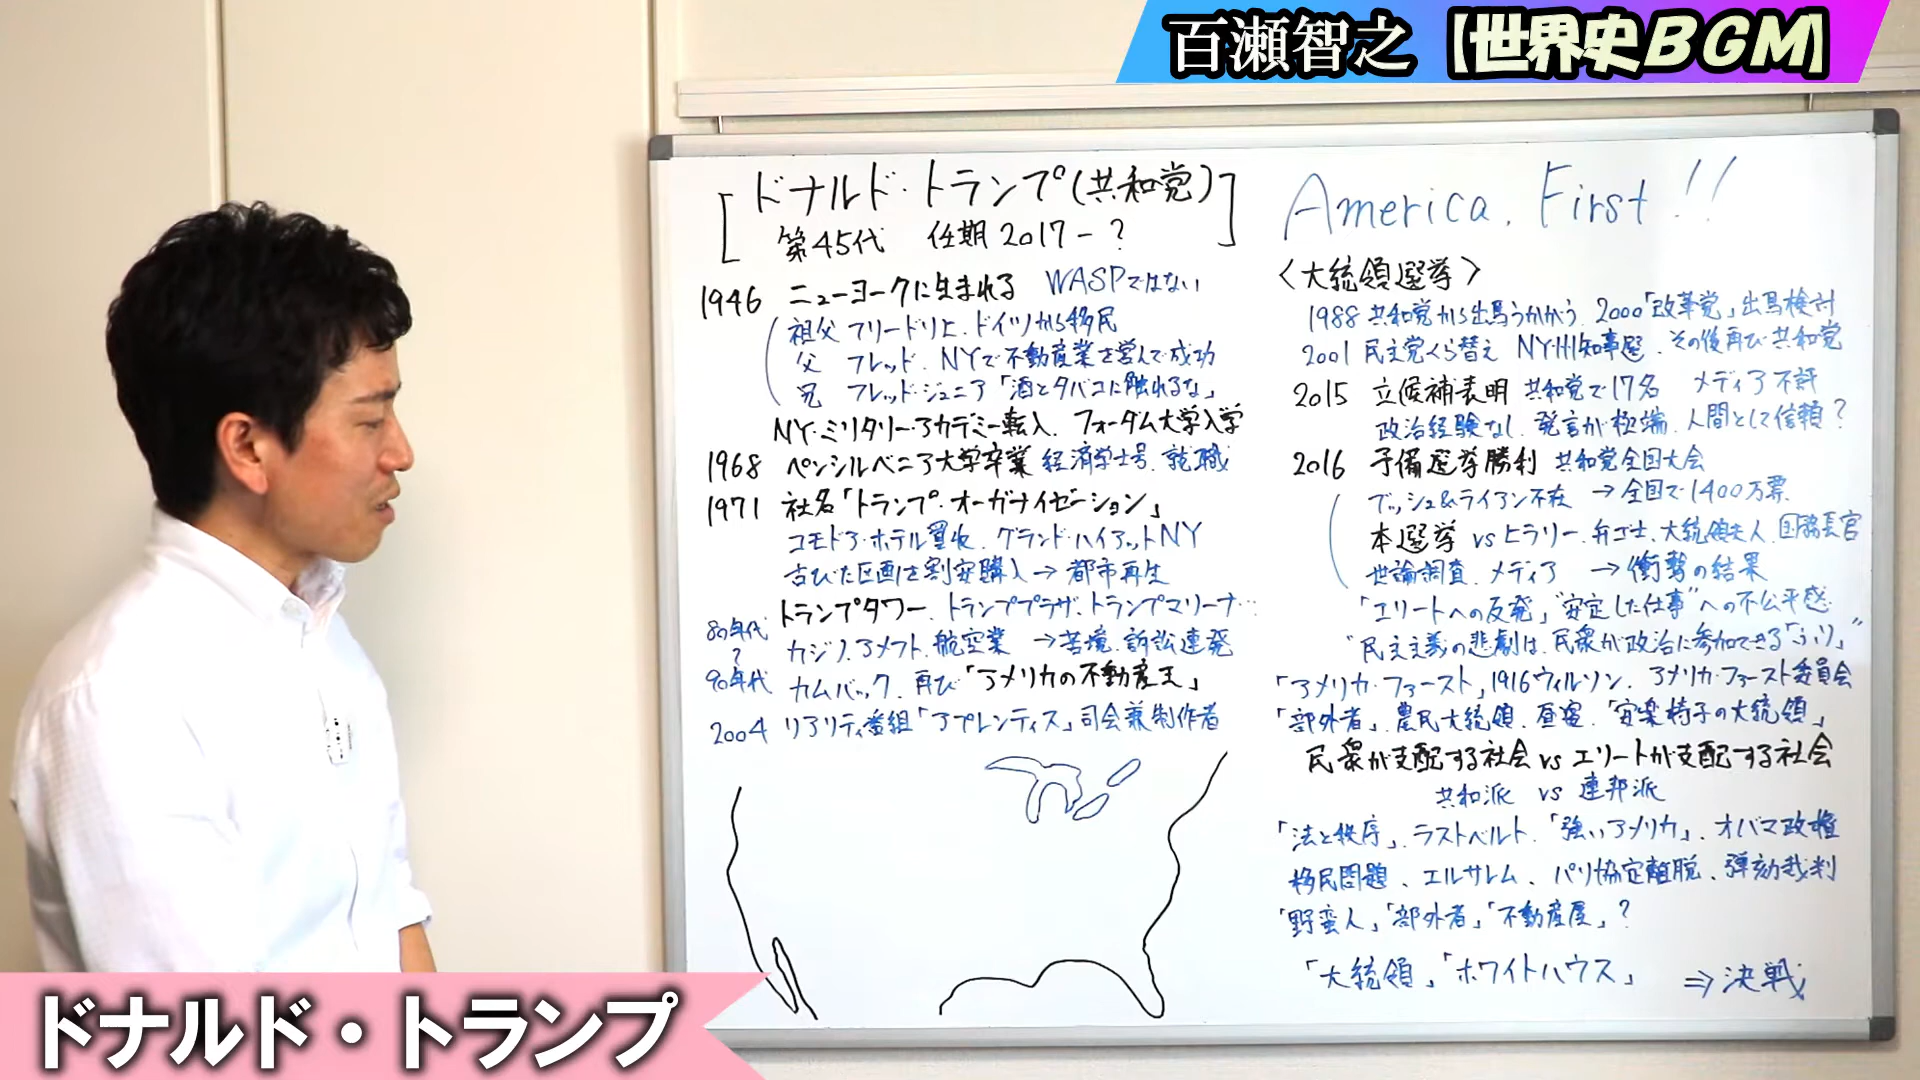 百瀬智之【世界史BGM】
ドナルド・トランプ(共和党)
第45代 任期2017-?
1946 ニューヨークに生まれる WASPではない
祖父 フリードリヒ、ドイツから移民
父 フレッド、NYで不動産業を営んで成功
兄 フレッド・ジュニア「酒とタバコに触れるな」
NY・ミリタリー・アカデミー転入、フォーダム大学入学
1968 ペンシルベニア大学卒業 経済学士号、就職
1971 社名「トランプ・オーガナイゼーション」
コモドア・ホテル買収、グランド・ハイアットNY
古びた区画を割安購入→都市再生
トランプタワー、トランププラザ、トランプマリーナ…
80年代 カジノ、アメフト、航空業 →苦境、訴訟連発
90年代 カムバック、再び「アメリカの不動産王」
2004 リアリティ番組「アプレンティス」司会兼制作者
America, First!!
〈大統領選挙〉
1988 共和党から出馬うかがう、2000「改革党」出馬検討
2001 民主党くら替え NY州知事選、その後再び共和党
2015 立候補表明 共和党で17名 メディア不評
政治経験なし、発言が極端、人間として信頼?
2016 予備選挙勝利 共和党全国大会
ブッシュ&ライアン不在 →全国で1400万票
本選挙 vsヒラリー、弁ゴ士、大統領夫人、国務長官
世論調査、メディア →衝撃の結果
「エリートへの反発」"安定した仕事"への不公平感
"民主主義の悲劇は、民衆が政治に参加できる「ふり」"
「アメリカ・ファースト」1916ウィルソン、アメリカ・ファースト委員会
「部外者」、農民大統領、昼寝、「安楽椅子の大統領」
民衆が支配する社会vsエリートが支配する社会
共和派 vs 連邦派
「法と秩序」、ラストベルト、「強いアメリカ」、オバマ政権
移民問題、エルサレム、パリ協定離脱、弾劾裁判
「野蛮人」「部外者」「不動産屋」?
「大統領」「ホワイトハウス」 ⇒決戦
ドナルド・トランプ